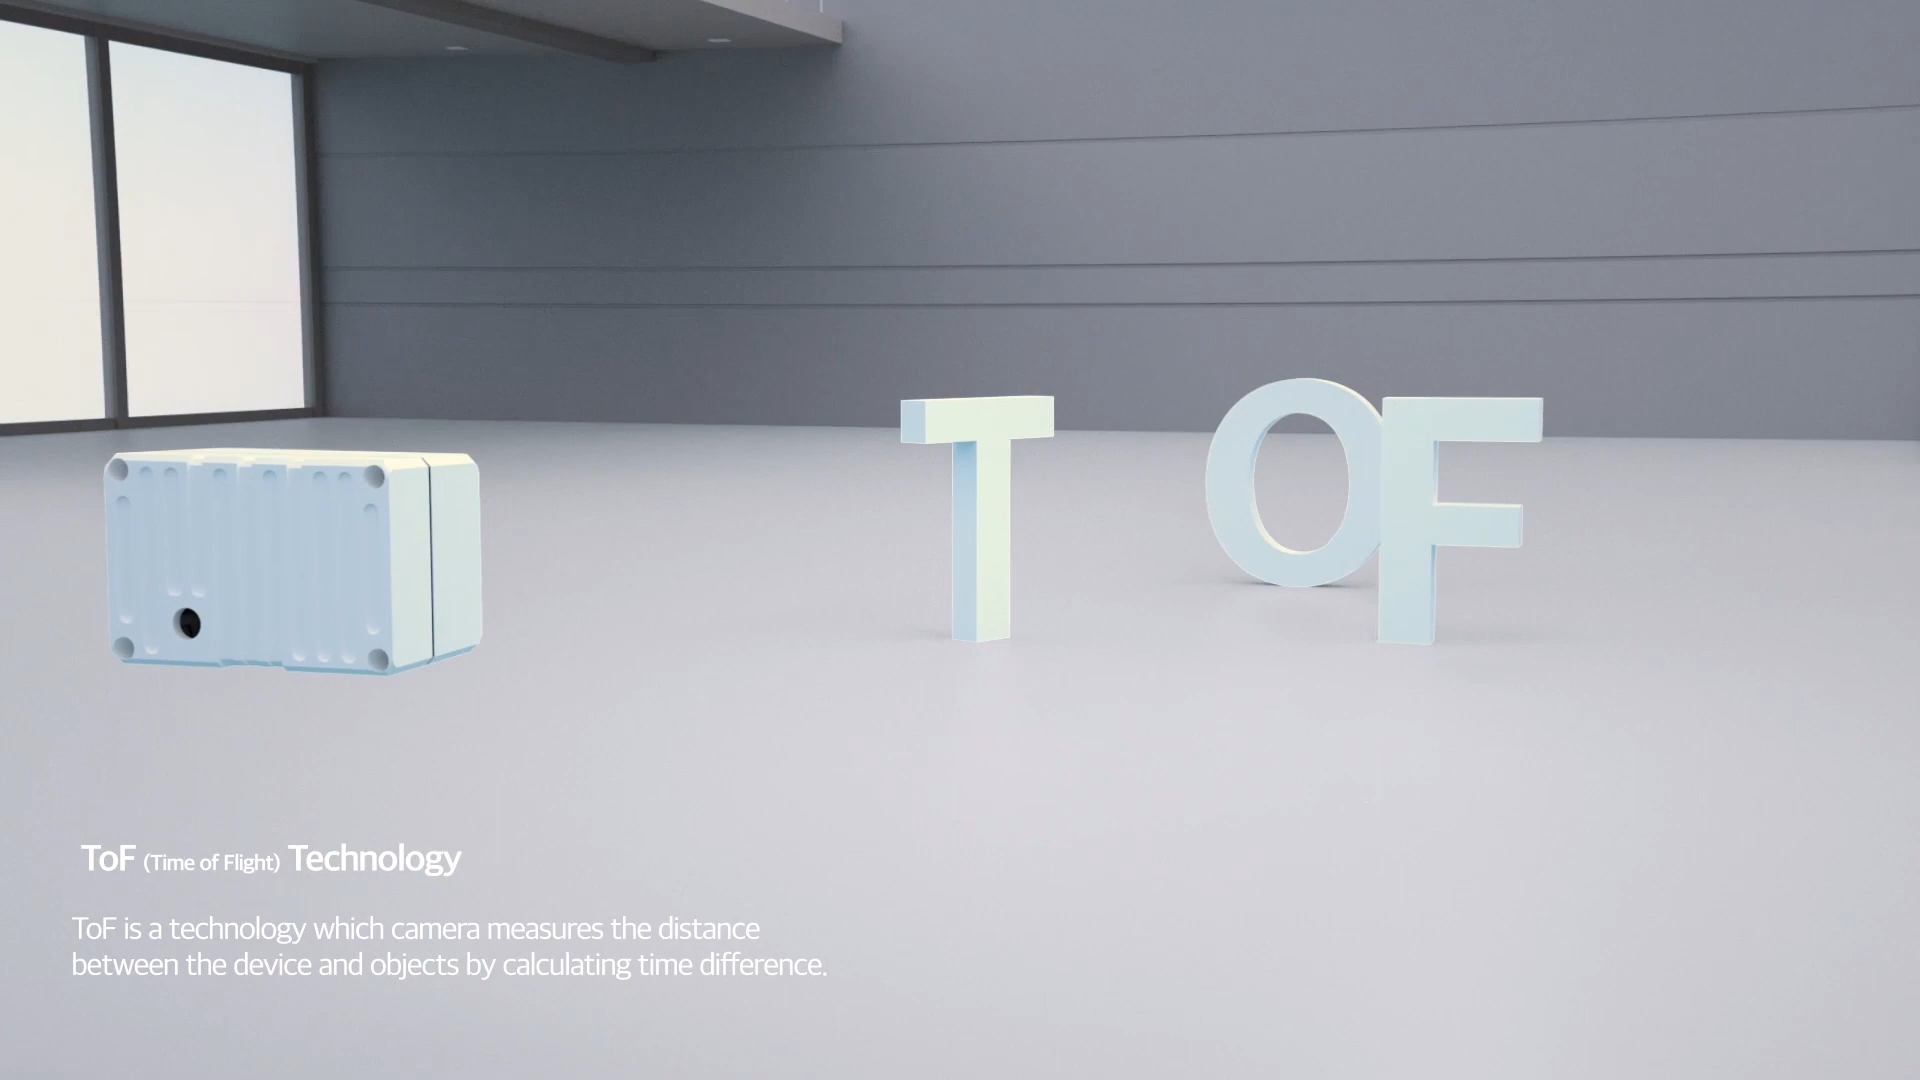 T OF
ToF (Time of Flight) Technology
ToF is a technology which camera measures the distance
between the device and objects by calculating time difference.